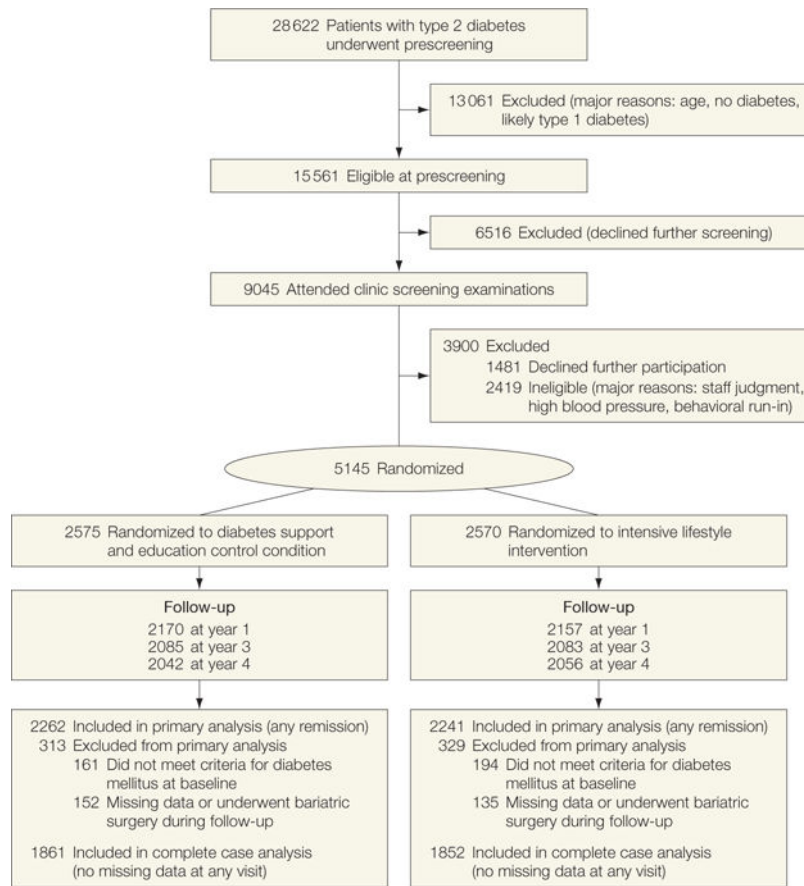 28622 Patients with type 2 diabetes
underwent prescreening
13061 Excluded (major reasons: age, no diabetes,
likely type 1 diabetes)
15561 Eligible at prescreening
6516 Excluded (declined further screening)
9045 Attended clinic screening examinations
3900 Excluded
1481 Declined further participation
2419 Ineligible (major reasons: staff judgment,
high blood pressure, behavioral run-in)
5145 Randomized
2575 Randomized to diabetes support
and education control condition
Follow-up
2170 at year 1
2085 at year 3
2042 at year 4
2262 Included in primary analysis (any remission)
313 Excluded from primary analysis
161 Did not meet criteria for diabetes
mellitus at baseline
152 Missing data or underwent bariatric
surgery during follow-up
1861 Included in complete case analysis
(no missing data at any visit)
2570 Randomized to intensive lifestyle
intervention
Follow-up
2157 at year 1
2083 at year 3
2056 at year 4
2241 Included in primary analysis (any remission)
329 Excluded from primary analysis
194 Did not meet criteria for diabetes
mellitus at baseline
135 Missing data or underwent bariatric
surgery during follow-up
1852 Included in complete case analysis
(no missing data at any visit)